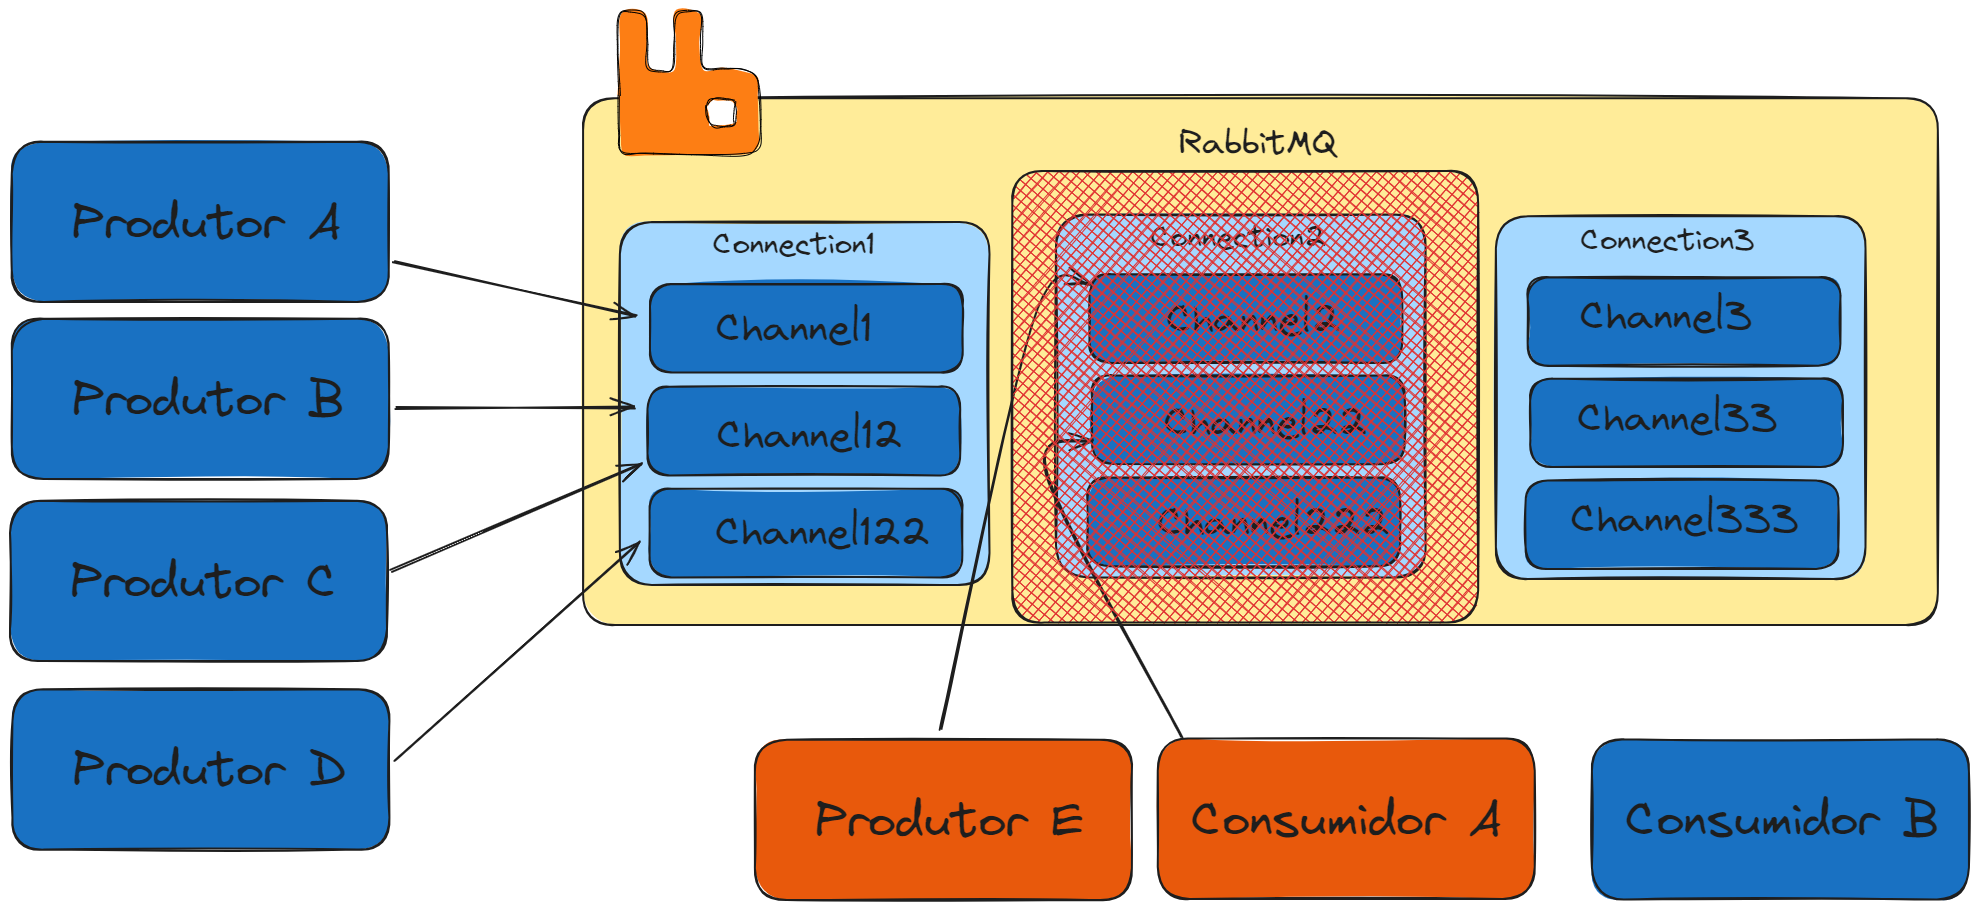 RabbitMQ
Produtor A
Produtor B
Produtor C
Produtor D
Connection1
Channel1
Channel12
Channel122
Connection2
Channel2
Channel22
Channel222
Connection3
Channel3
Channel33
Channel333
Produtor E
Consumidor A
Consumidor B